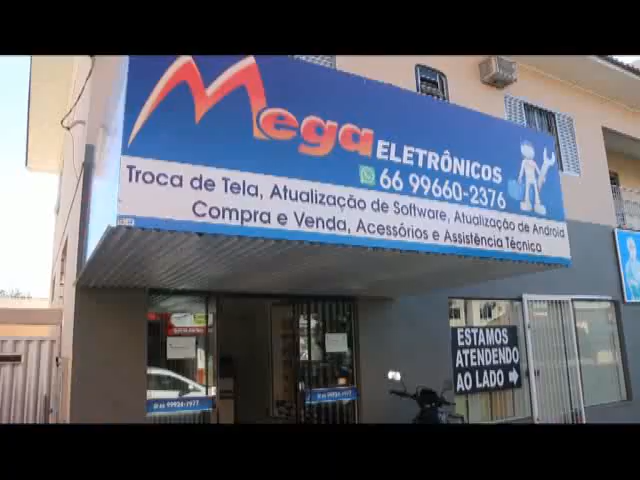 Mega ELETRÔNICOS
66 99660-2376
Troca de Tela, Atualização de Software, Atualização de Android
Compra e Venda, Acessórios e Assistência Técnica
ESTAMOS
ATENDENDO
AO LADO